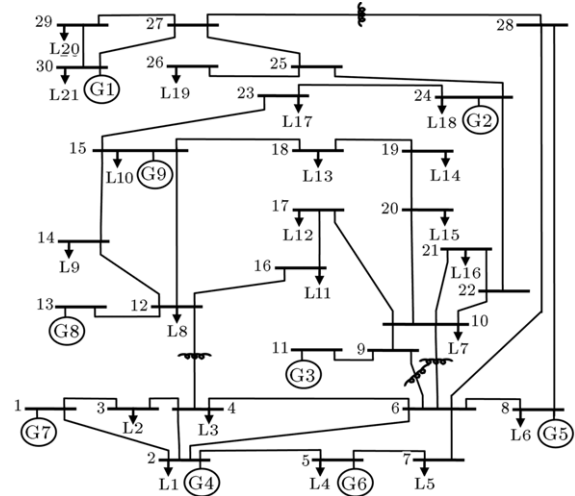 29 27 28
L20
30 G1 26 25
L21 L19
23 24 G2
L17 L18
15 18 19
L10 G9 L13 L14
17 20
L12 L15
14 21
L9 16 L16
L11 22
13 12 10
G8 L8 L7
11 9
G3
1 3 4 6 8
G7 L2 L3 L6 G5
2 5 7
L1 G4 L4 G6 L5